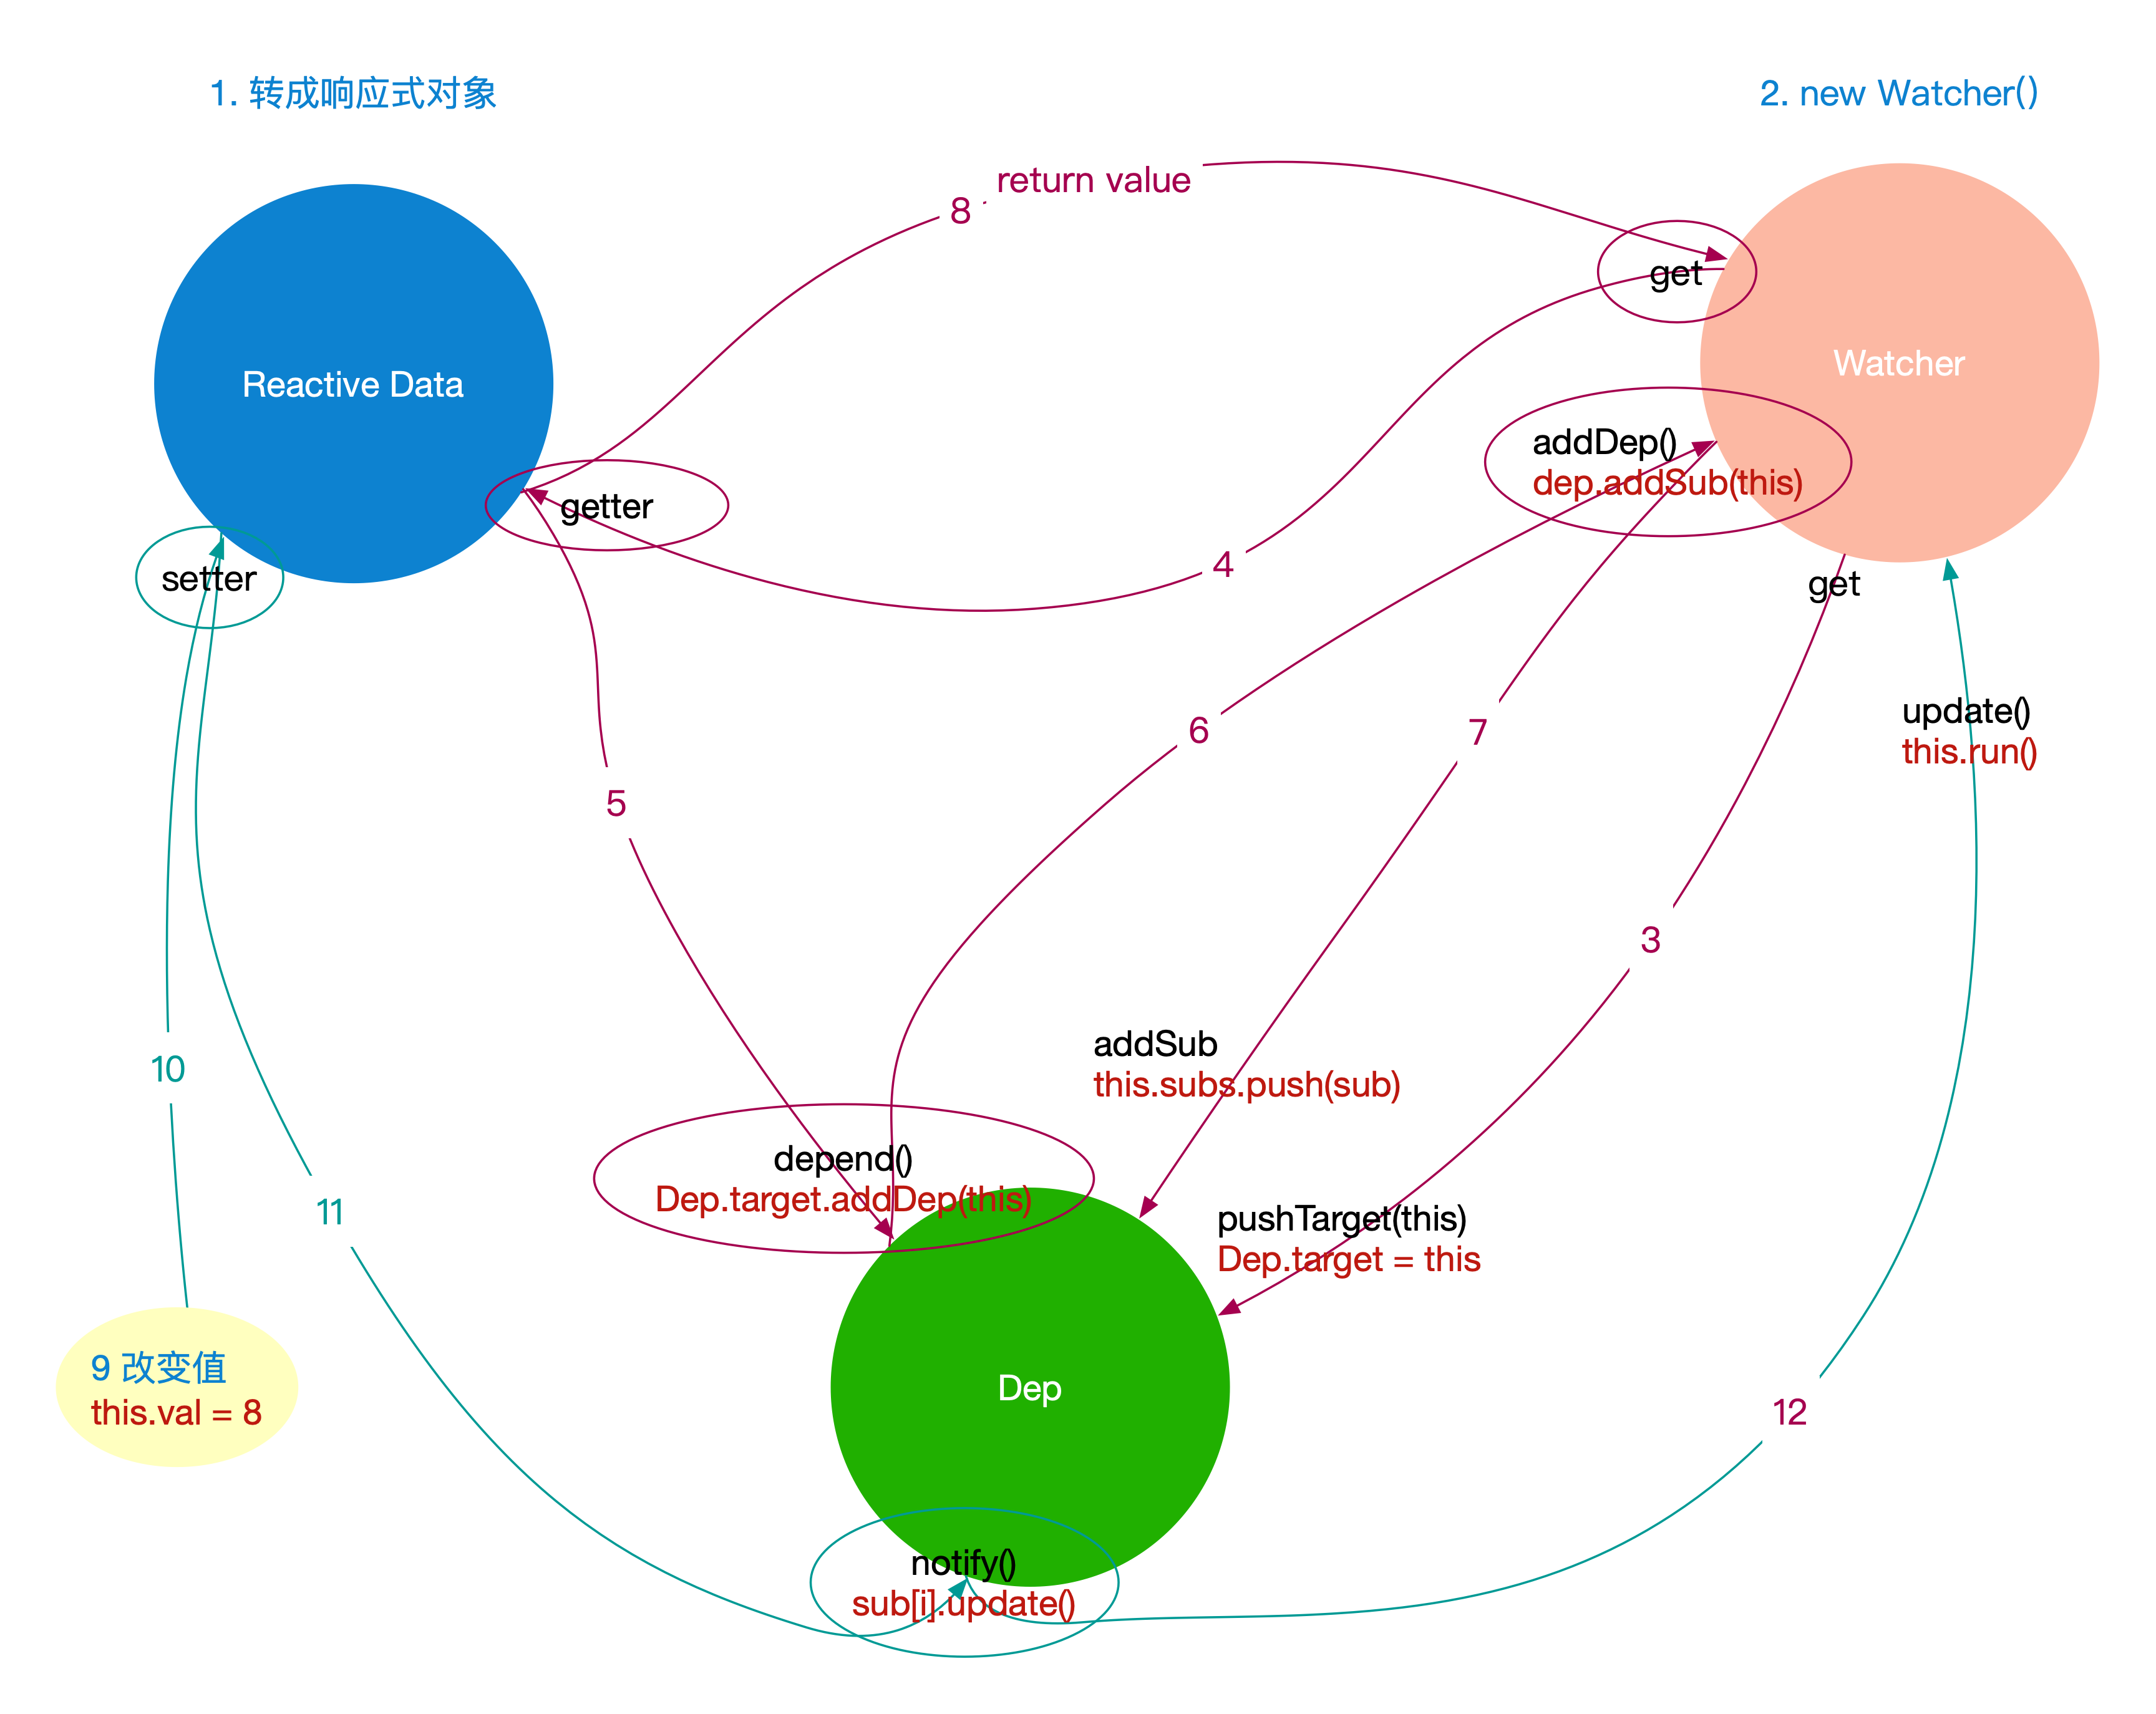 1. 转成响应式对象
2. new Watcher()
return value
8
get
Reactive Data
Watcher
addDep()
dep.addSub(this)
getter
4
setter
get
6
7
update()
this.run()
5
3
addSub
this.subs.push(sub)
10
depend()
Dep.target.addDep(this)
11
pushTarget(this)
Dep.target = this
9 改变值
this.val = 8
Dep
12
notify()
sub[i].update()